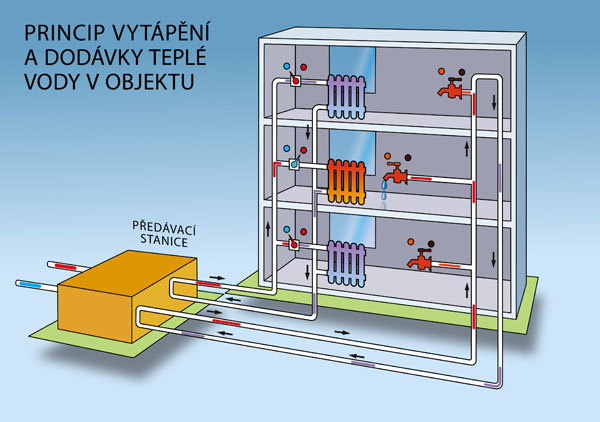 PRINCIP VYTÁPĚNÍ
A DODÁVKY TEPLÉ
VODY V OBJEKTU
PŘEDÁVACÍ
STANICE